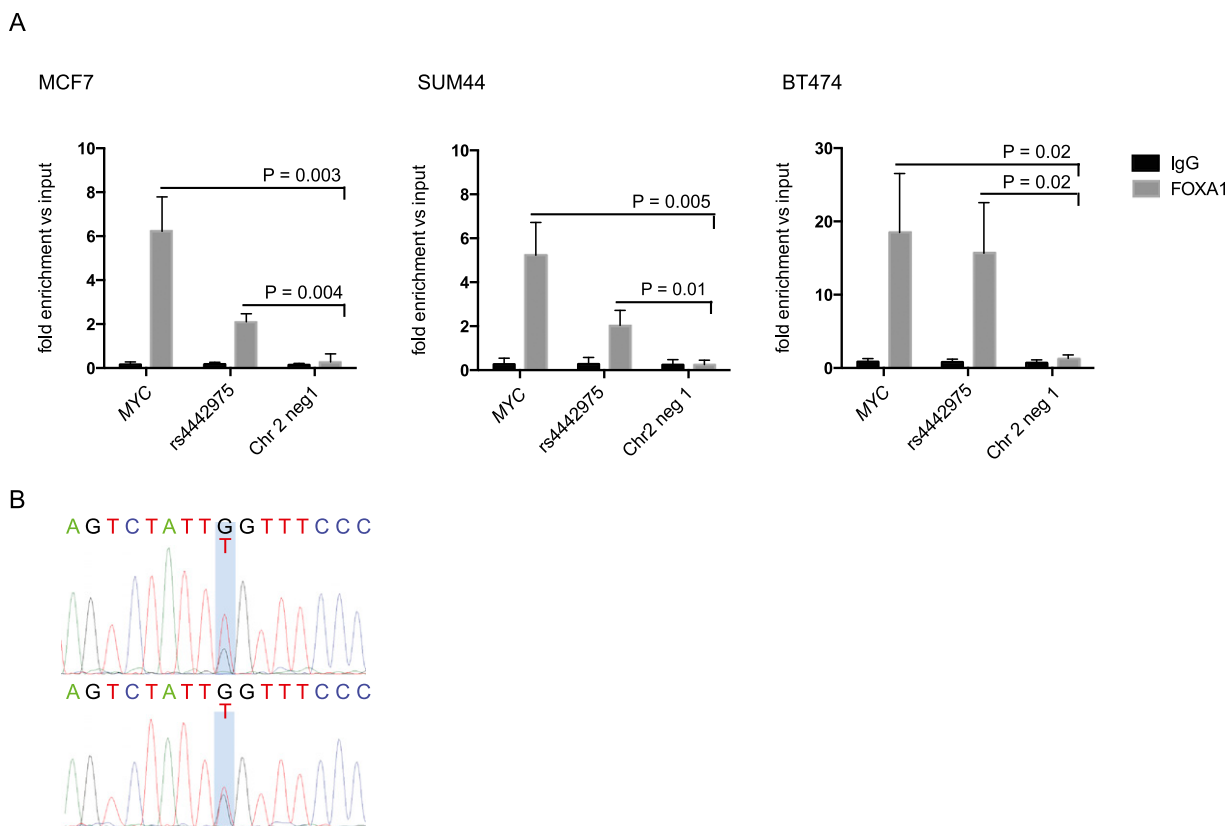 A
MCF7
fold enrichment vs input
10
8
6
4
2
0
P = 0.003
P = 0.004
MYC
rs4442975
Chr 2 neg1
SUM44
fold enrichment vs input
10
8
6
4
2
0
P = 0.005
P = 0.01
MYC
rs4442975
Chr2 neg 1
BT474
fold enrichment vs input
30
20
10
0
P = 0.02
P = 0.02
MYC
rs4442975
Chr 2 neg 1
IgG
FOXA1
B
A G T C T A T T G G T T T C C C
T
A G T C T A T T G G T T T C C C
T